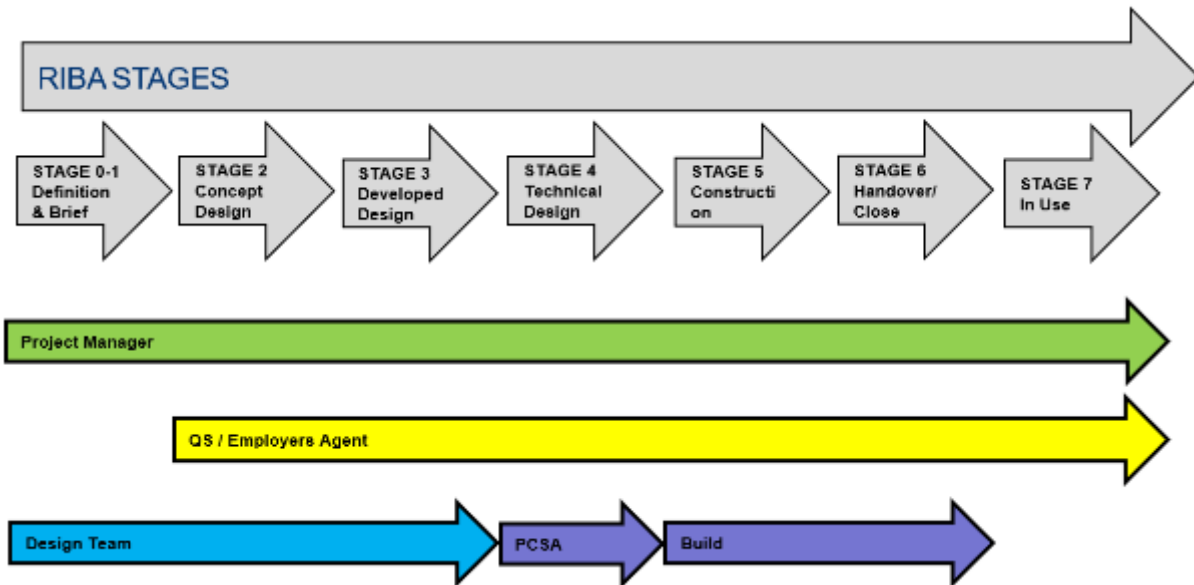 RIBA STAGES
STAGE 0-1
Definition
& Brief
STAGE 2
Concept
Design
STAGE 3
Developed
Design
STAGE 4
Technical
Design
STAGE 5
Constructi
on
STAGE 6
Handover/
Close
STAGE 7
In Use
Project Manager
QS / Employers Agent
Design Team
PCSA
Build